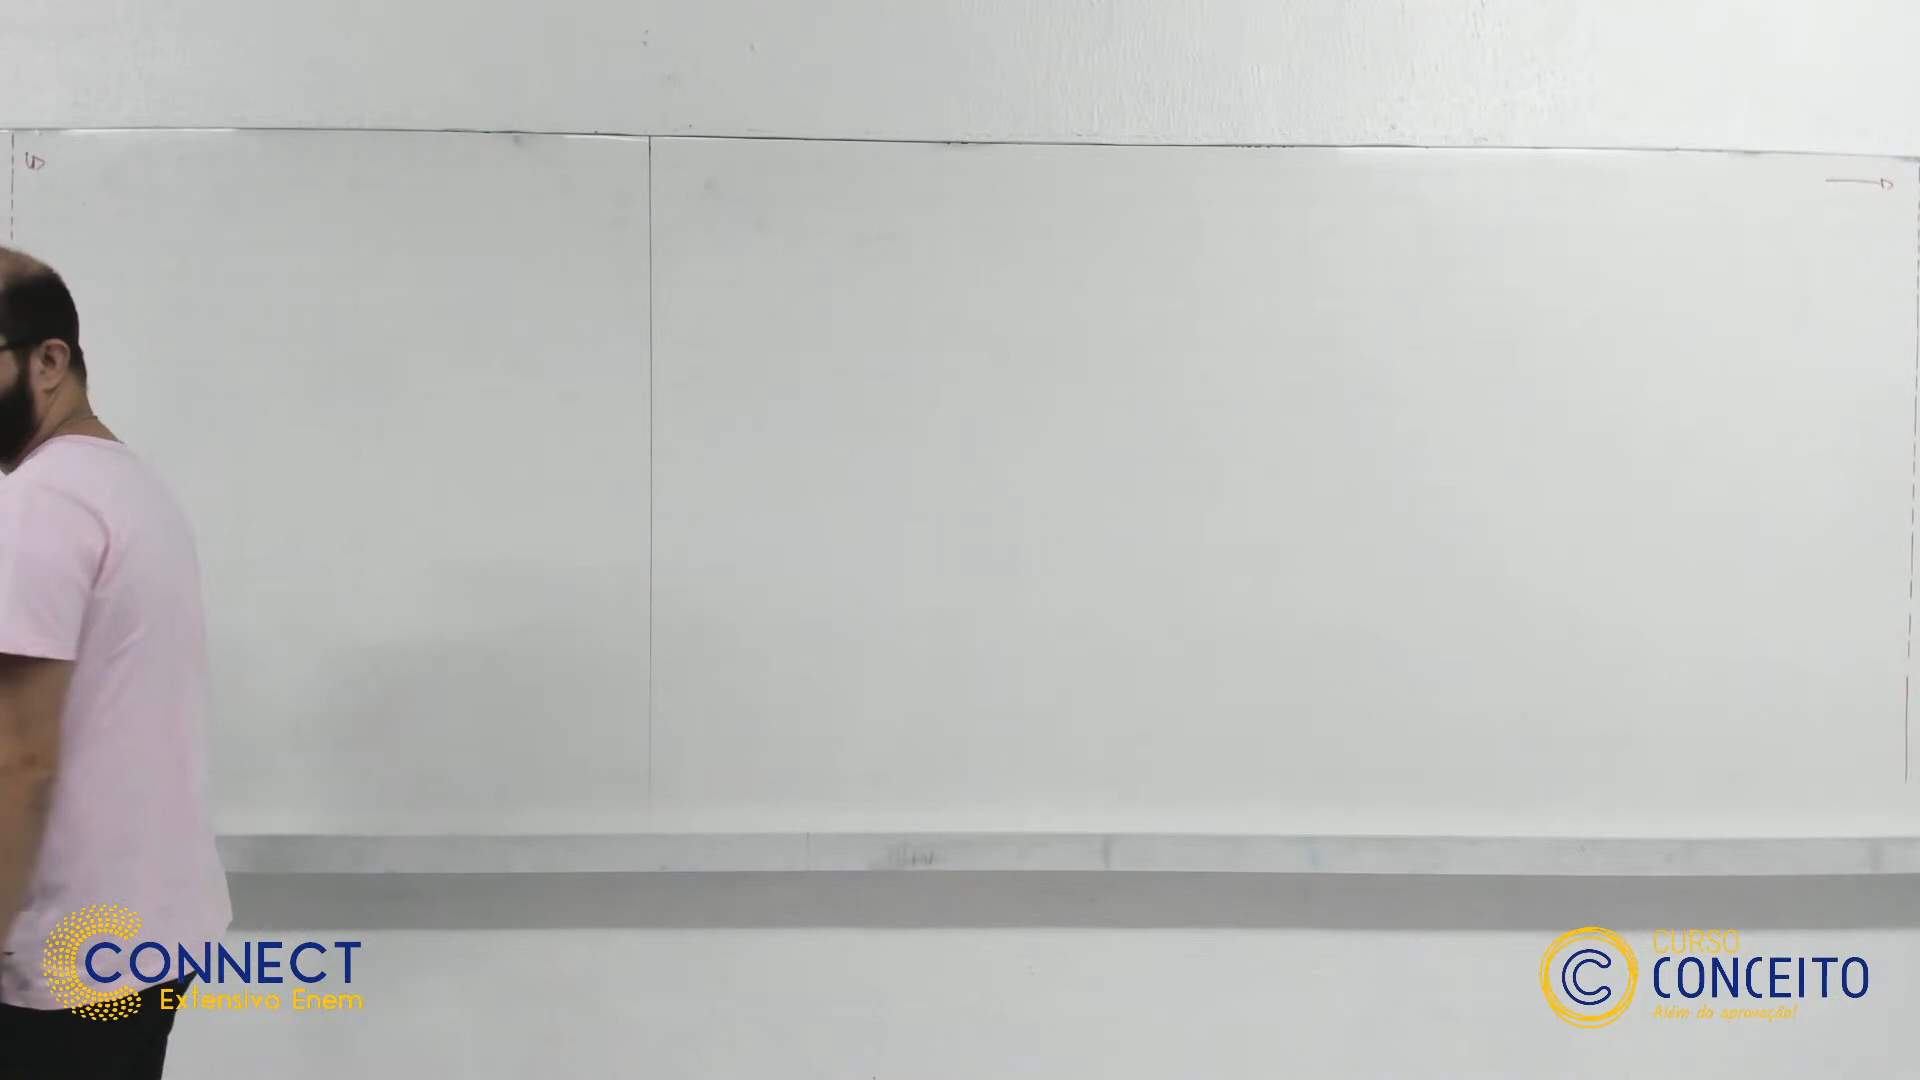 CONNECT
Extensivo Enem
CURSO
CONCEITO
Além da aprovação!